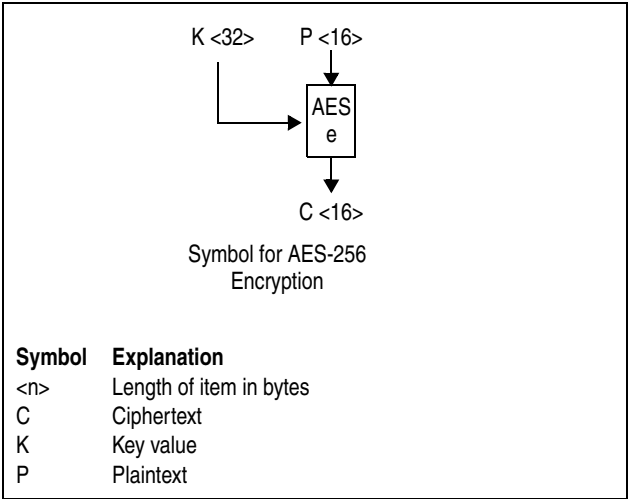 K <32> P <16>
AES
e
C <16>
Symbol for AES-256
Encryption
Symbol Explanation
<n> Length of item in bytes
C Ciphertext
K Key value
P Plaintext